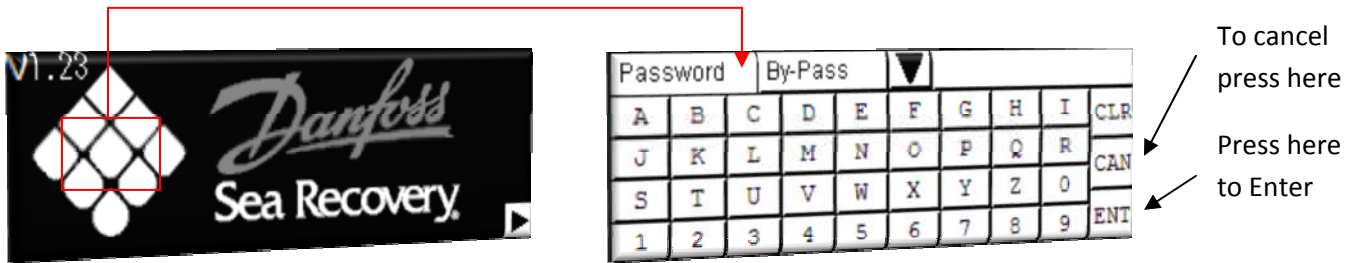 V1.23
Danfoss
Sea Recovery.
Password By-Pass
A B C D E F G H I CLR
J K L M N O P Q R CAN
S T U V W X Y Z 0 ENT
1 2 3 4 5 6 7 8 9
To cancel
press here
Press here
to Enter